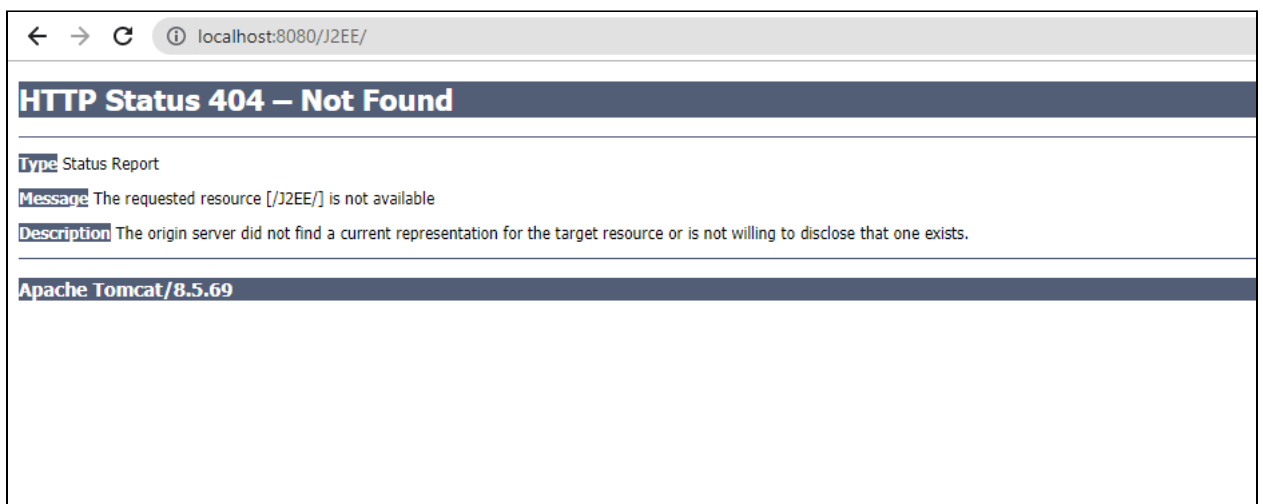 localhost:8080/J2EE/
HTTP Status 404 – Not Found
Type Status Report
Message The requested resource [/J2EE/] is not available
Description The origin server did not find a current representation for the target resource or is not willing to disclose that one exists.
Apache Tomcat/8.5.69